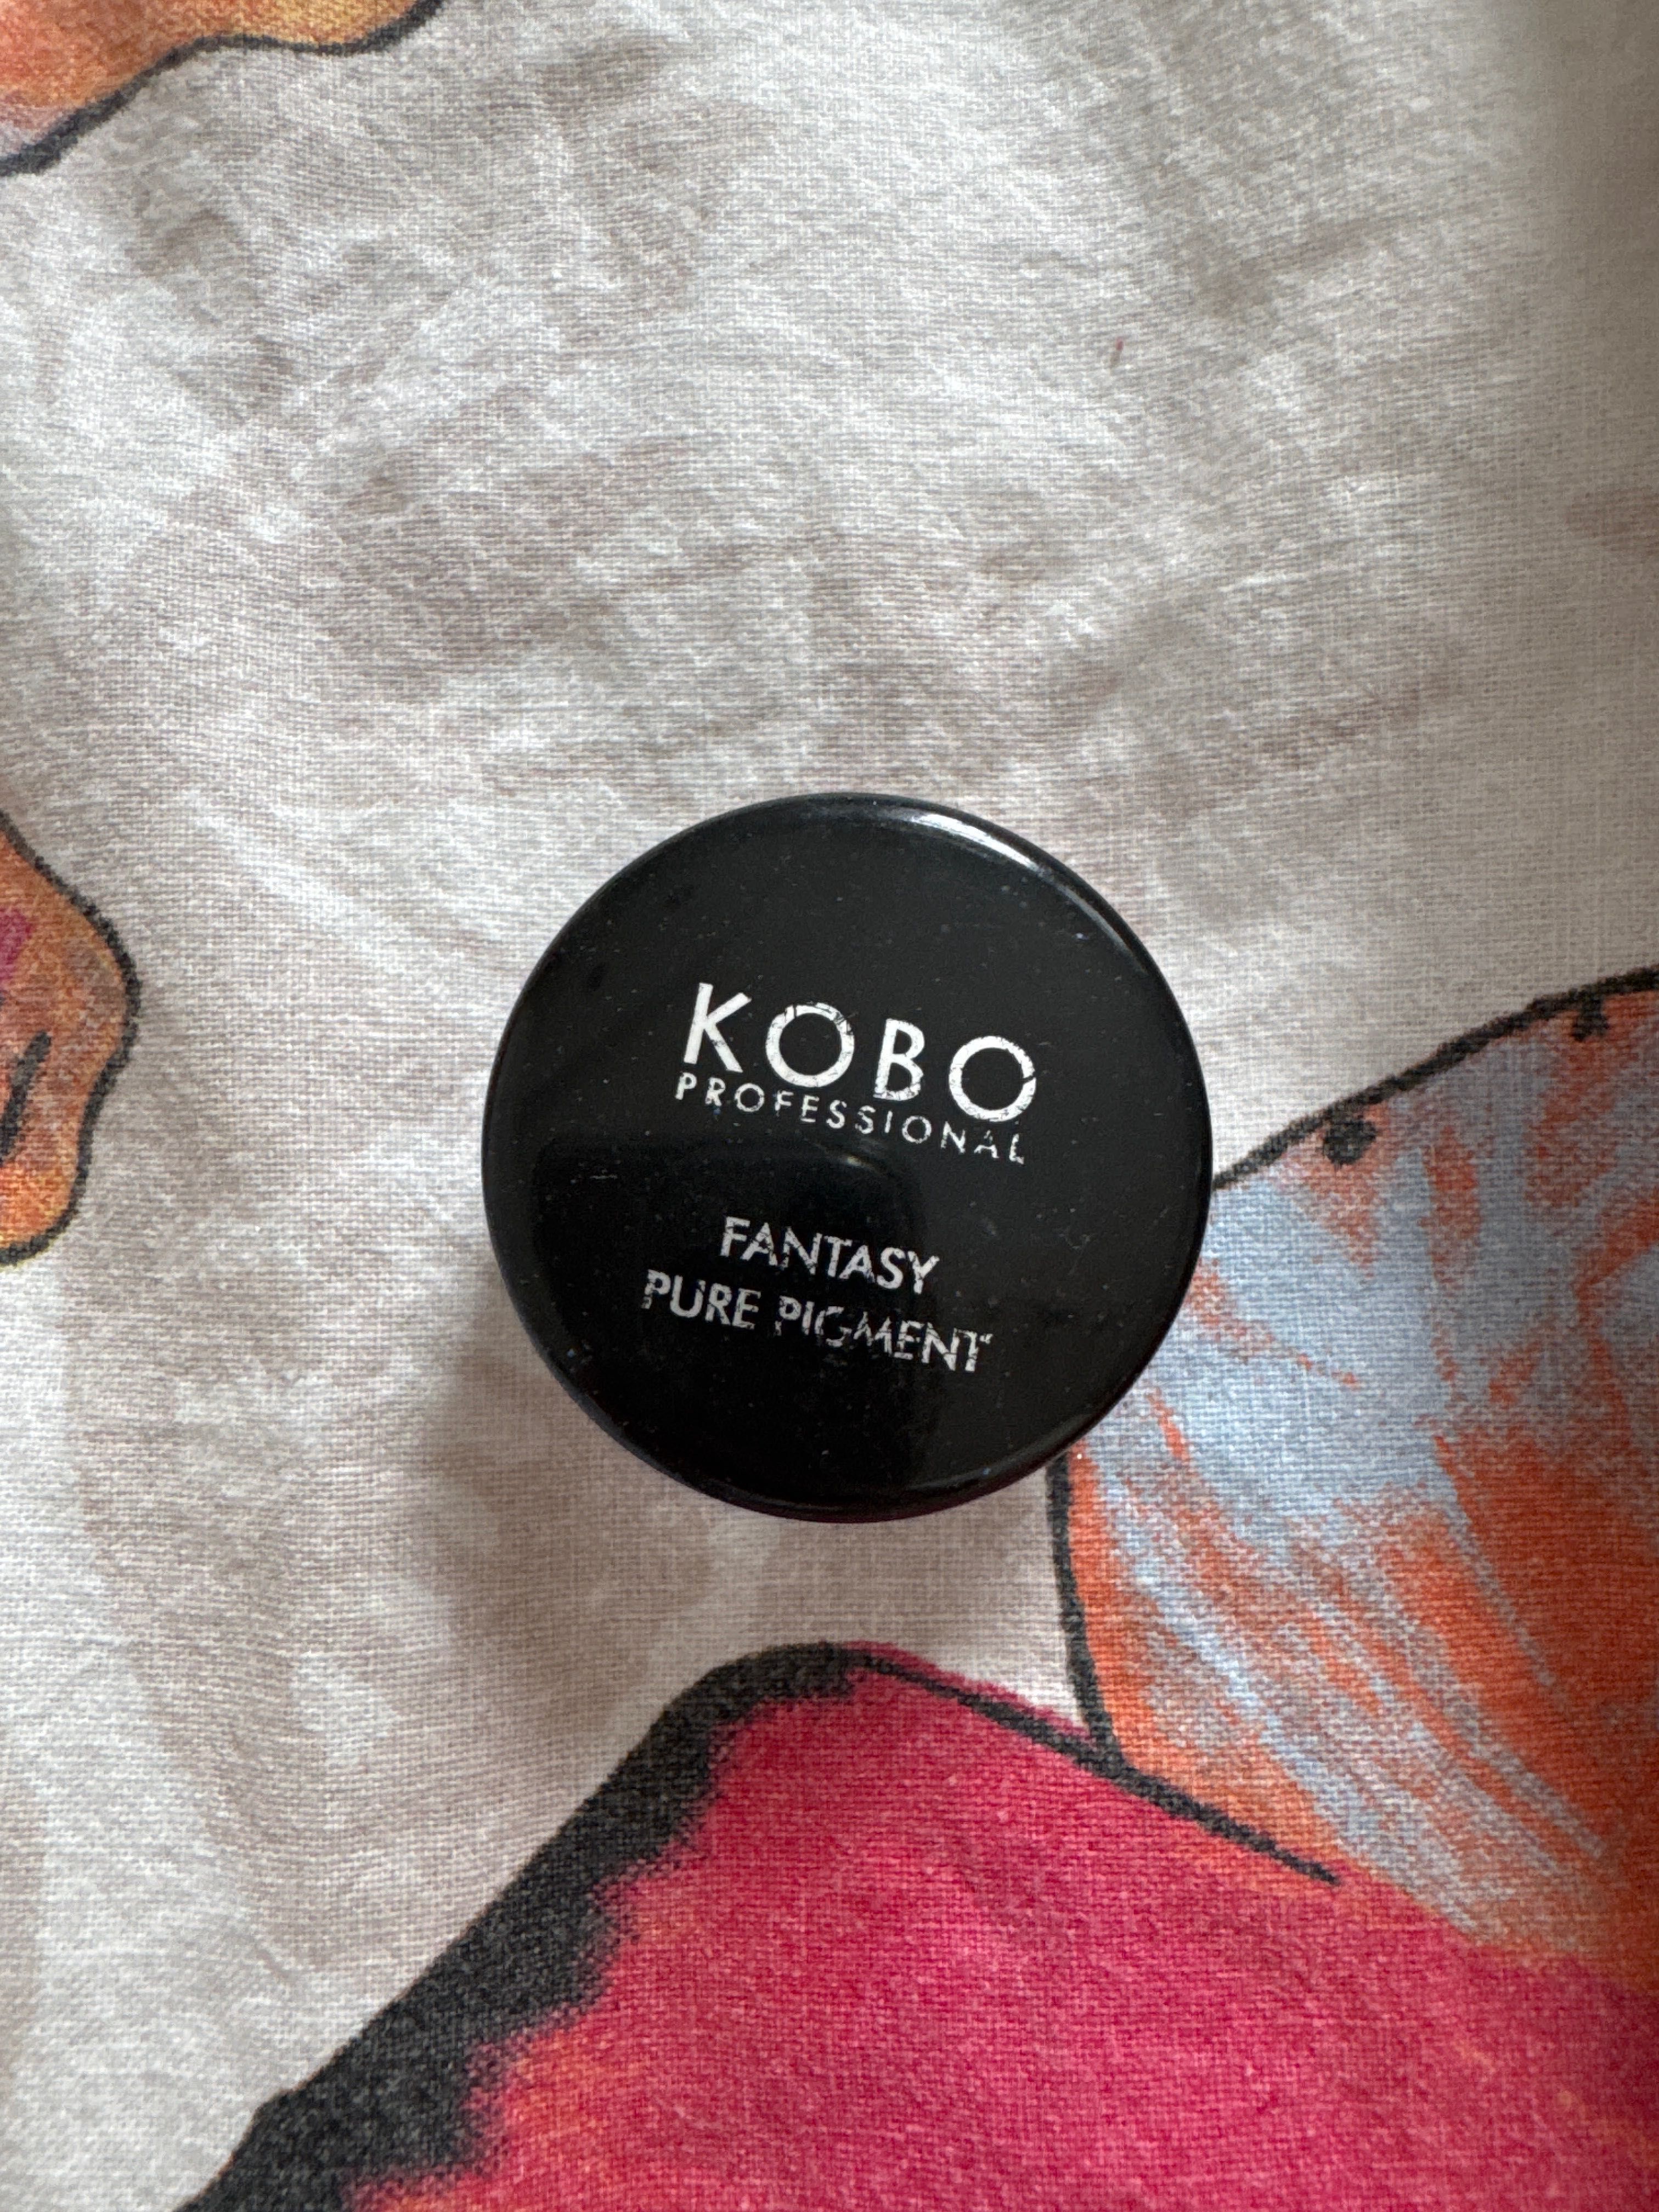 KOBO
PROFESSIONAL
FANTASY
PURE PIGMENT